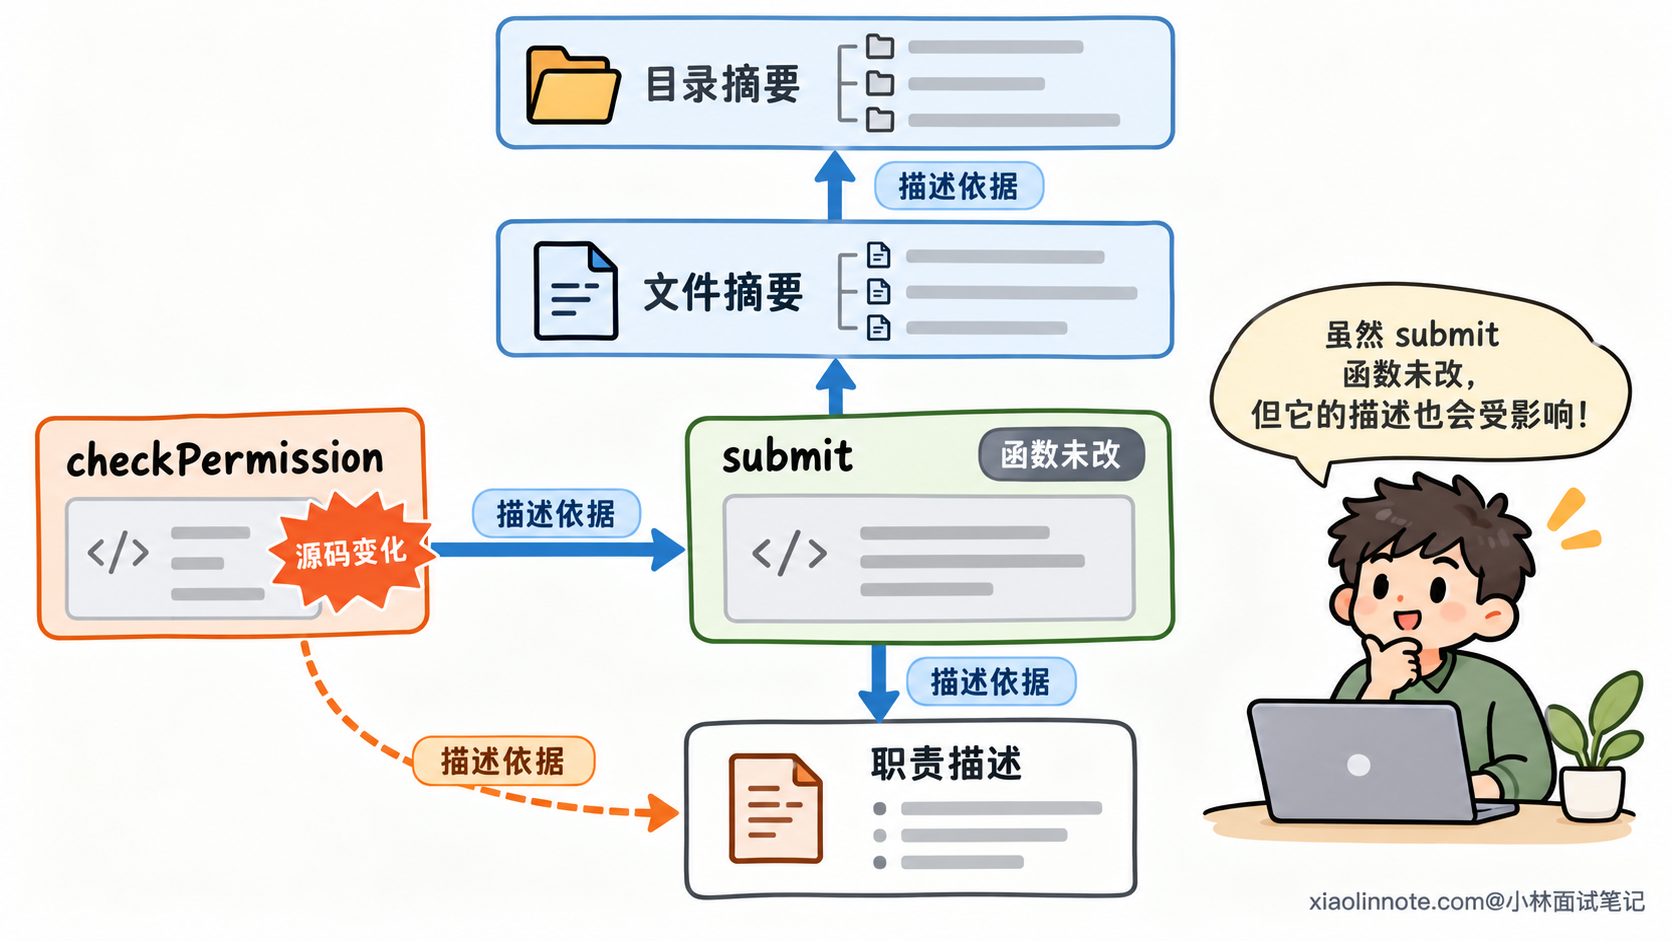 目录摘要
描述依据
文件摘要
虽然 submit
函数未改，
但它的描述也会受影响！
checkPermission
源码变化
描述依据
submit
函数未改
描述依据
描述依据
职责描述
xiaolinnote.com@小林面试笔记